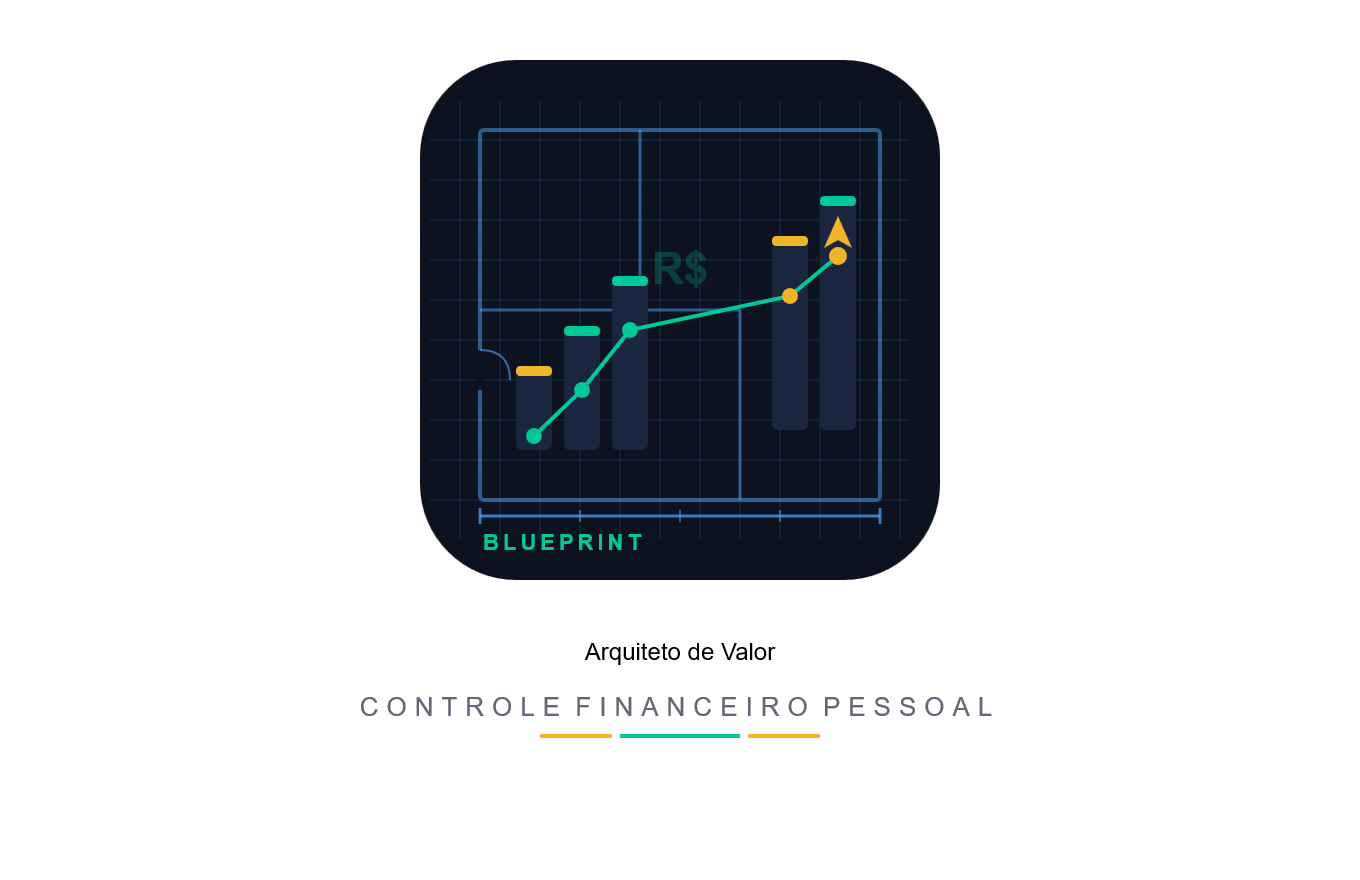 R$
BLUEPRINT
Arquiteto de Valor
CONTROLE FINANCEIRO PESSOAL